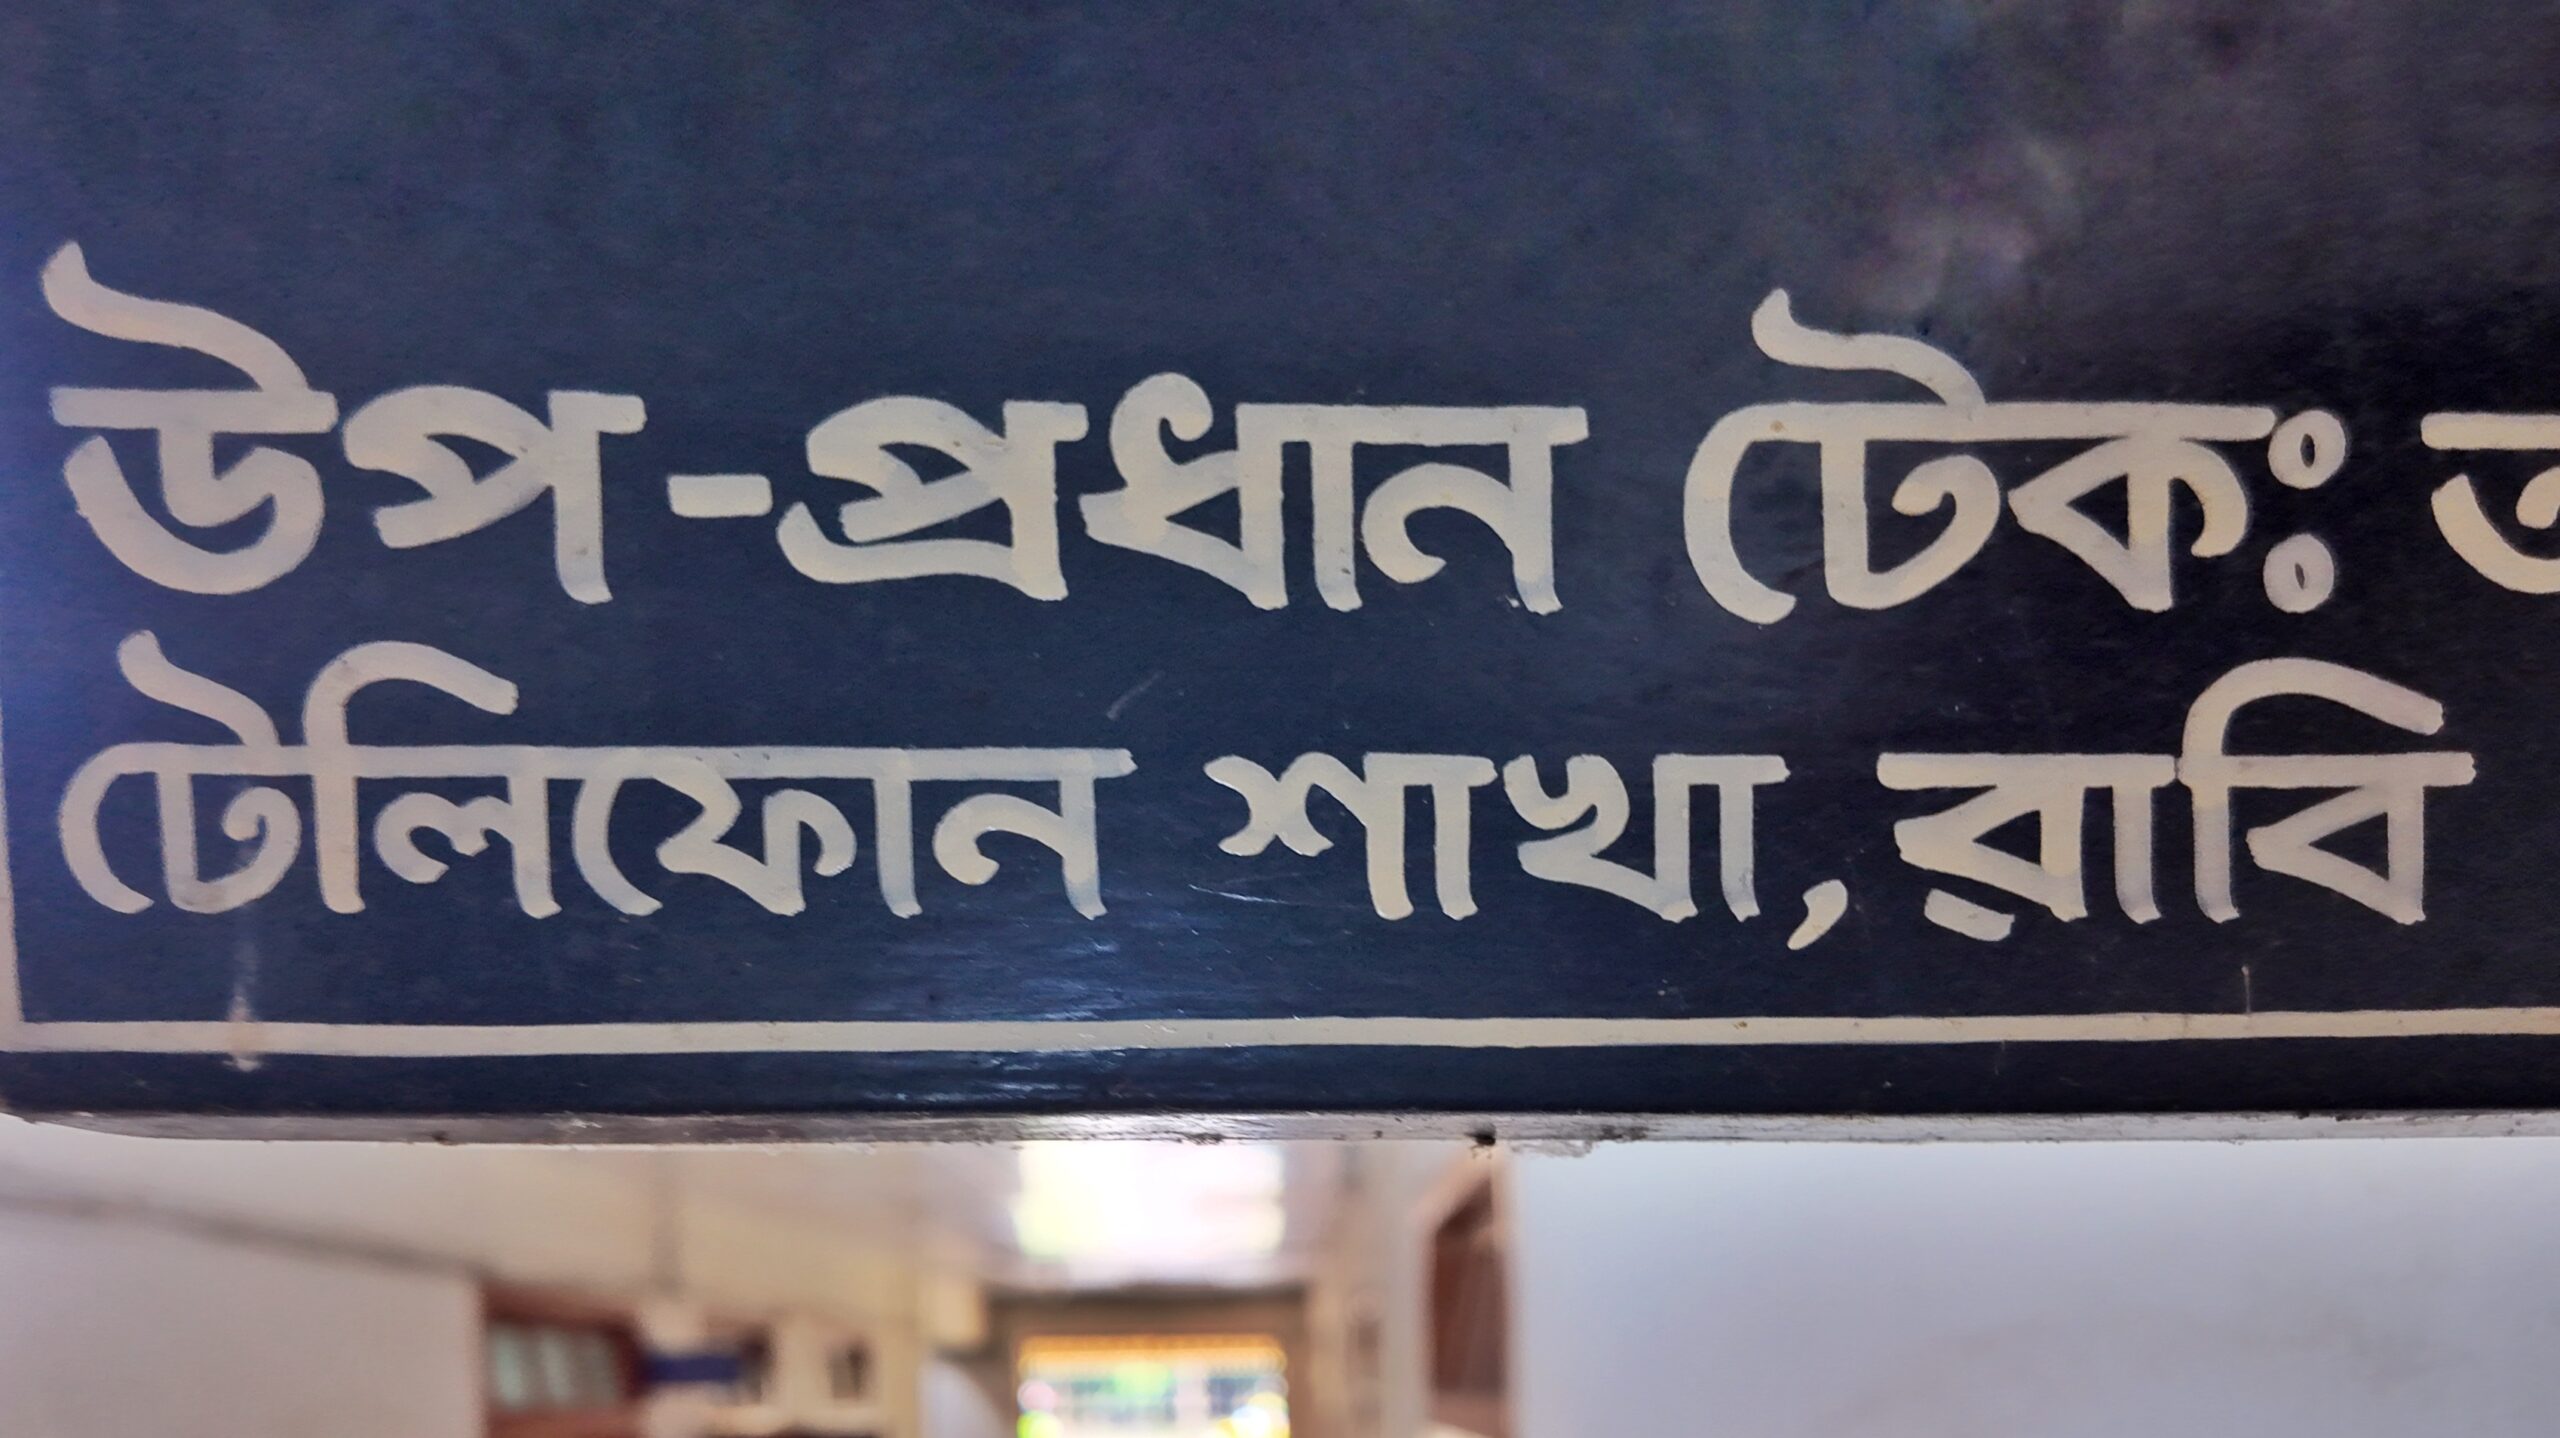 উপ-প্রধান টেকঃ
টেলিফোন শাখা, রাবি